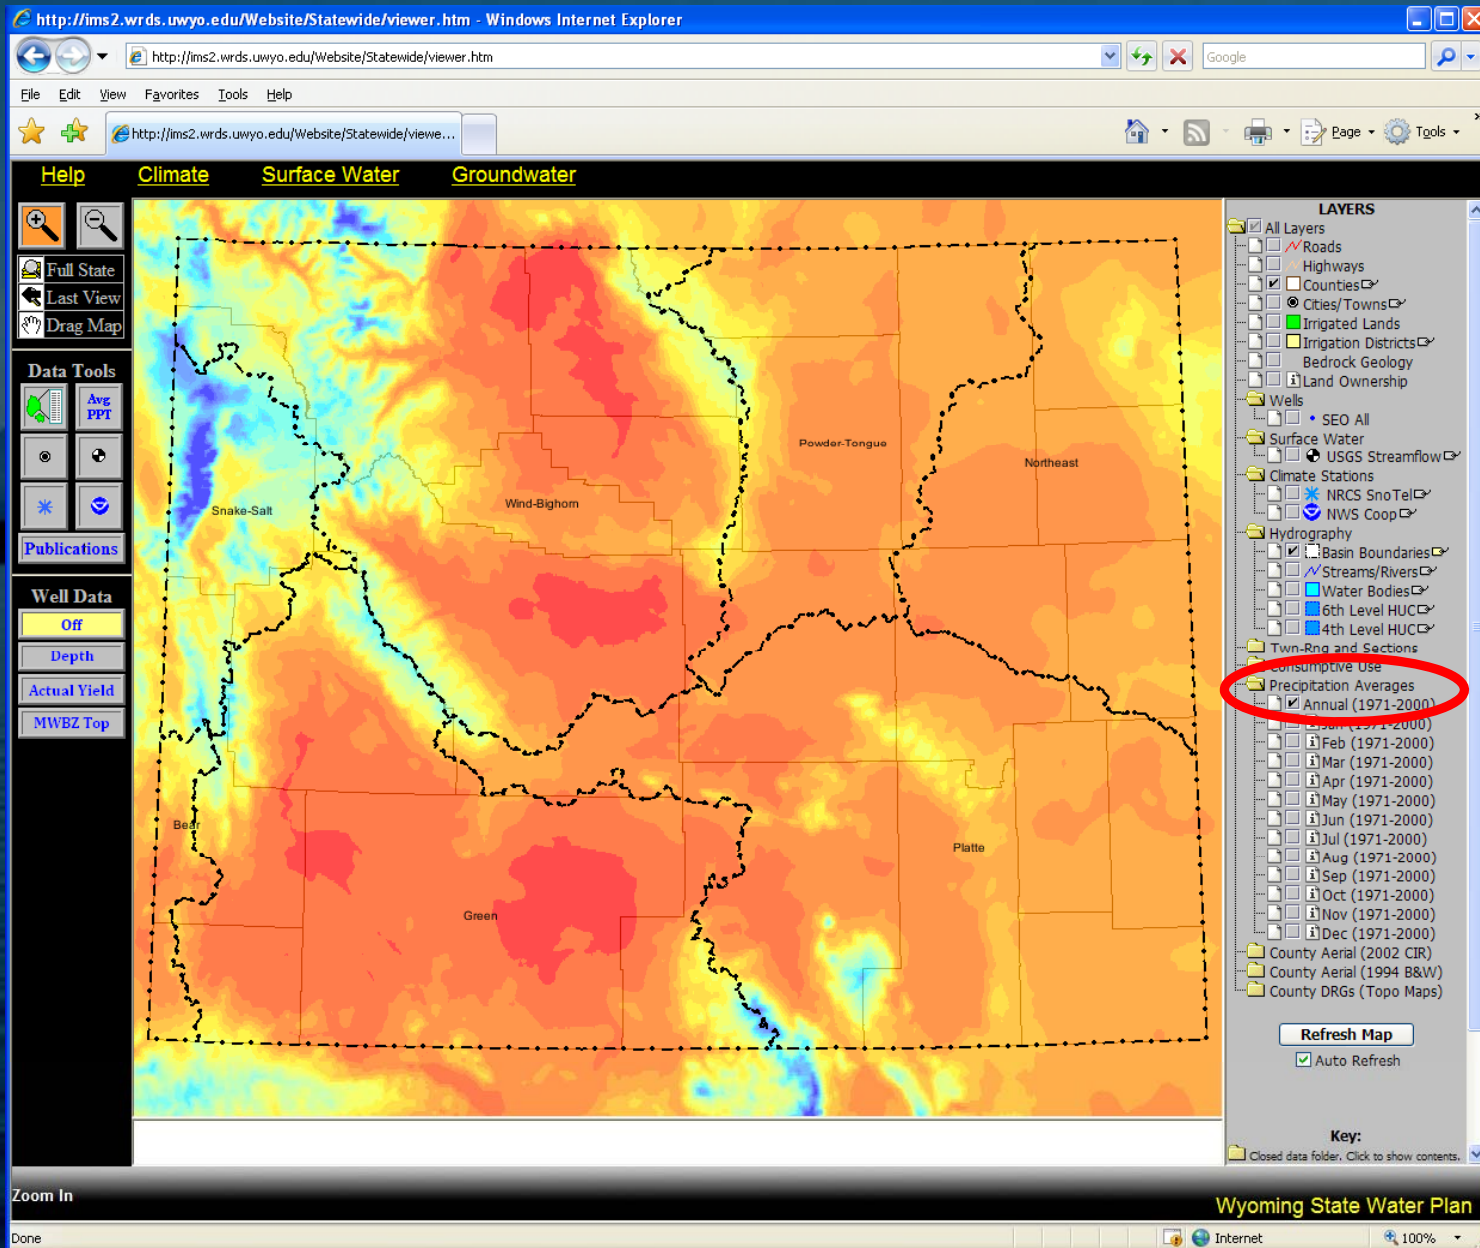 http://ims2.wrds.uwyo.edu/Website/Statewide/viewer.htm - Windows Internet Explorer
http://ims2.wrds.uwyo.edu/Website/Statewide/viewer.htm
Google
File Edit View Favorites Tools Help
http://ims2.wrds.uwyo.edu/Website/Statewide/viewe...
Page
Tools
Help Climate Surface Water Groundwater
Full State
Last View
Drag Map
Data Tools
Avg
PPT
Publications
Well Data
Off
Depth
Actual Yield
MWBZ Top
Powder-Tongue
Northeast
Wind-Bighorn
Snake-Salt
Bear
Platte
Green
LAYERS
All Layers
Roads
Highways
Counties
Cities/Towns
Irrigated Lands
Irrigation Districts
Bedrock Geology
Land Ownership
Wells
SEO All
Surface Water
USGS Streamflow
Climate Stations
NRCS SnoTel
NWS Coop
Hydrography
Basin Boundaries
Streams/Rivers
Water Bodies
6th Level HUC
4th Level HUC
Twn-Rng and Sections
Consumptive Use
Precipitation Averages
Annual (1971-2000)
Jan (1971-2000)
Feb (1971-2000)
Mar (1971-2000)
Apr (1971-2000)
May (1971-2000)
Jun (1971-2000)
Jul (1971-2000)
Aug (1971-2000)
Sep (1971-2000)
Oct (1971-2000)
Nov (1971-2000)
Dec (1971-2000)
County Aerial (2002 CIR)
County Aerial (1994 B&W)
County DRGs (Topo Maps)
Refresh Map
Auto Refresh
Key:
Closed data folder. Click to show contents.
Zoom In
Wyoming State Water Plan
Done
Internet
100%